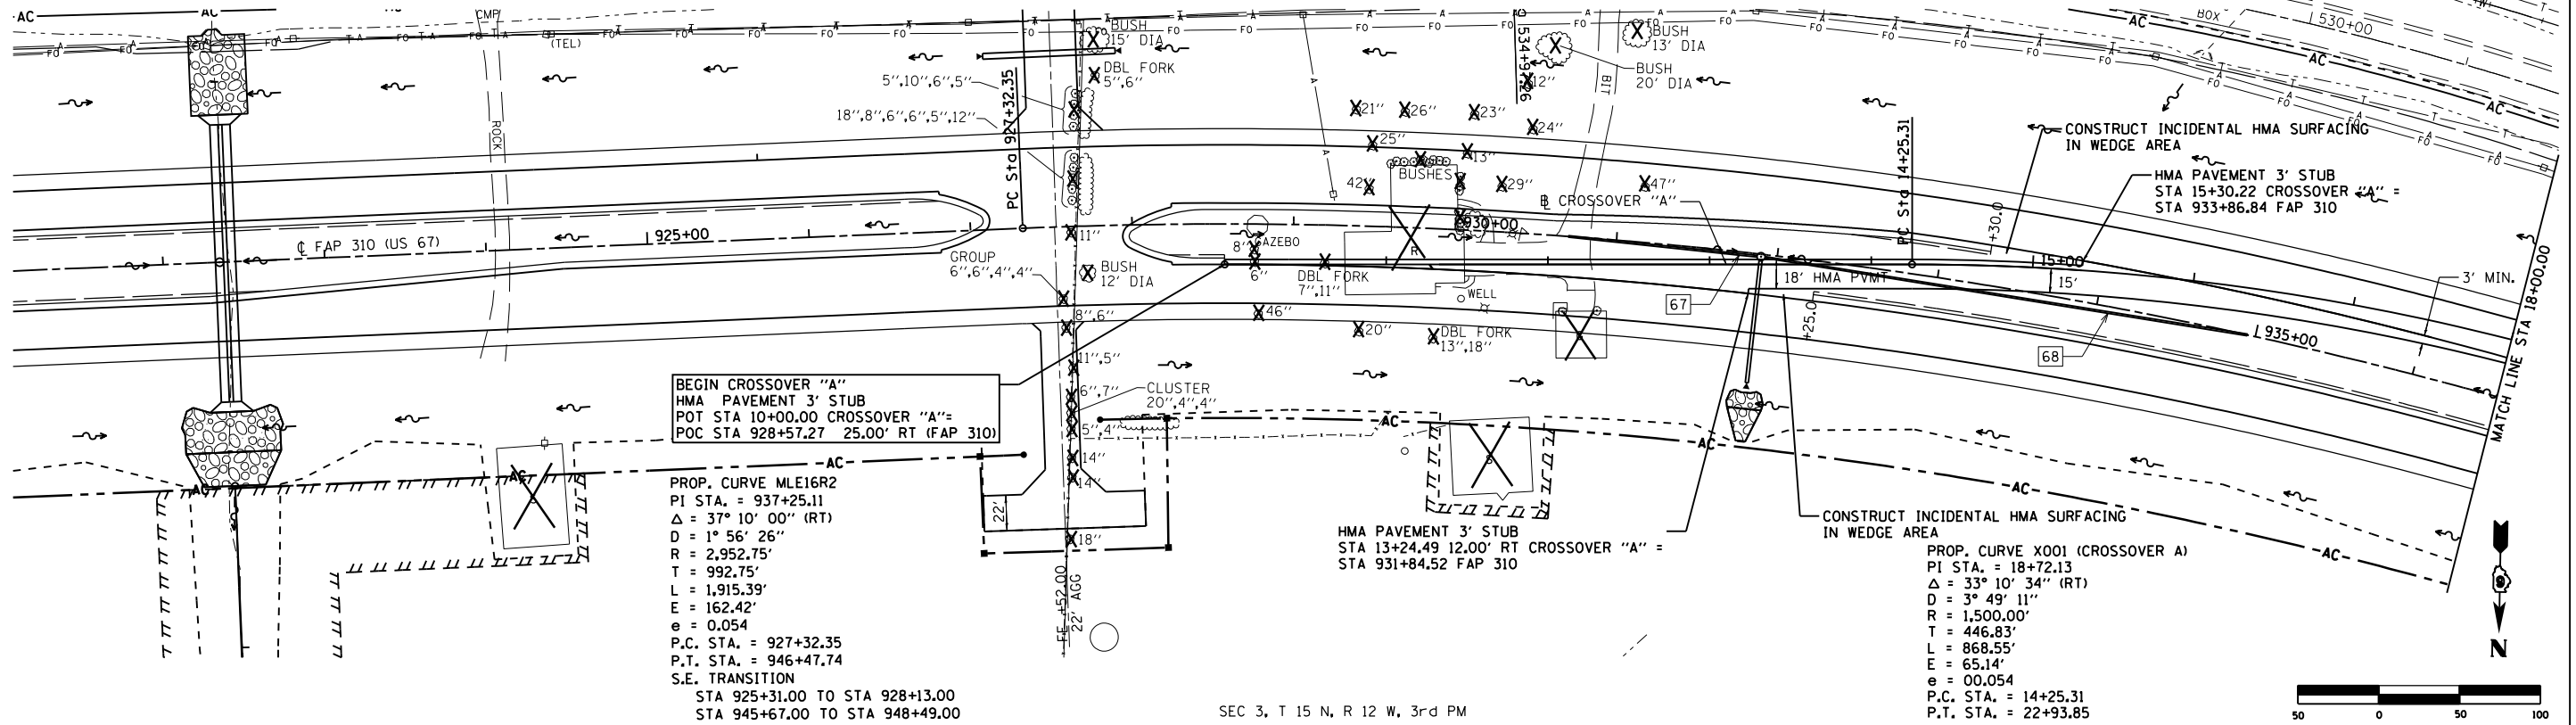 AC
AC
CMP
(TEL)
FO
T
A
BUSH
15' DIA
DBL FORK
5",6"
5",10",6",5"
18",8",6",6",5",12"
PC Sta 927+32.35
ROCK
BUSH
13' DIA
BUSH
20' DIA
12"
BIT
21"
26"
23"
24"
25"
13"
42"
BUSHES
29"
47"
BOX
530+00
AC
AC
AC
PC Sta 14+25.31
CONSTRUCT INCIDENTAL HMA SURFACING
IN WEDGE AREA
HMA PAVEMENT 3' STUB
STA 15+30.22 CROSSOVER "A" =
STA 933+86.84 FAP 310
+30.0
℄ FAP 310 (US 67)
925+00
11"
8"
GAZEBO
6"
DBL FORK
7",11"
R
930+00
CROSSOVER "A"
GROUP
6",6",4",4"
BUSH
12' DIA
WELL
18' HMA PVMT
15+00
15'
3' MIN.
67
68
+25.0
935+00
MATCH LINE STA 18+00.00
8",6"
46"
20"
DBL FORK
13",18"
11",5"
6",7"
CLUSTER
20",4",4"
5",4"
14"
14"
18"
22'
BEGIN CROSSOVER "A"
HMA PAVEMENT 3' STUB
POT STA 10+00.00 CROSSOVER "A"=
POC STA 928+57.27 25.00' RT (FAP 310)
AC
AC
AC
AC
AC
AC
AC
PROP. CURVE MLE16R2
PI STA. = 937+25.11
Δ = 37° 10' 00" (RT)
D = 1° 56' 26"
R = 2,952.75'
T = 992.75'
L = 1,915.39'
E = 162.42'
e = 0.054
P.C. STA. = 927+32.35
P.T. STA. = 946+47.74
S.E. TRANSITION
STA 925+31.00 TO STA 928+13.00
STA 945+67.00 TO STA 948+49.00
FE +52.00
22' AGG
HMA PAVEMENT 3' STUB
STA 13+24.49 12.00' RT CROSSOVER "A" =
STA 931+84.52 FAP 310
CONSTRUCT INCIDENTAL HMA SURFACING
IN WEDGE AREA
PROP. CURVE X001 (CROSSOVER A)
PI STA. = 18+72.13
Δ = 33° 10' 34" (RT)
D = 3° 49' 11"
R = 1,500.00'
T = 446.83'
L = 868.55'
E = 65.14'
e = 00.054
P.C. STA. = 14+25.31
P.T. STA. = 22+93.85
SEC 3, T 15 N, R 12 W, 3rd PM
N
50 0 50 100